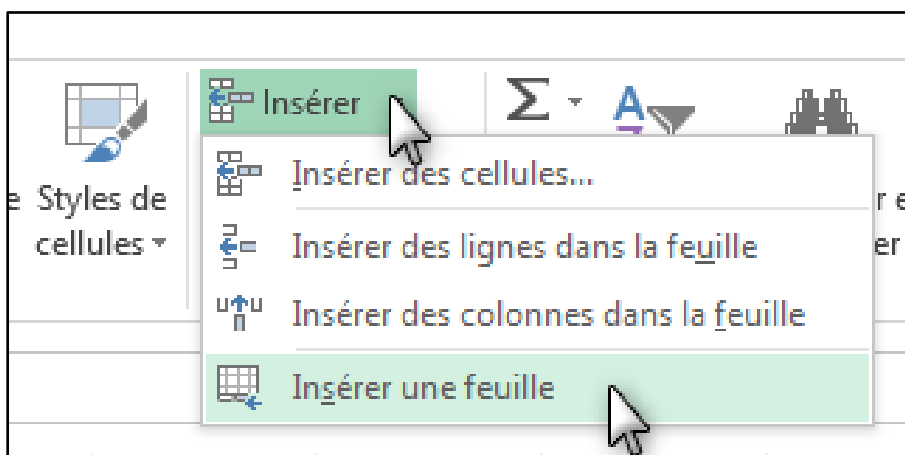 Insérer
Styles de
cellules
Insérer des cellules...
Insérer des lignes dans la feuille
Insérer des colonnes dans la feuille
Insérer une feuille